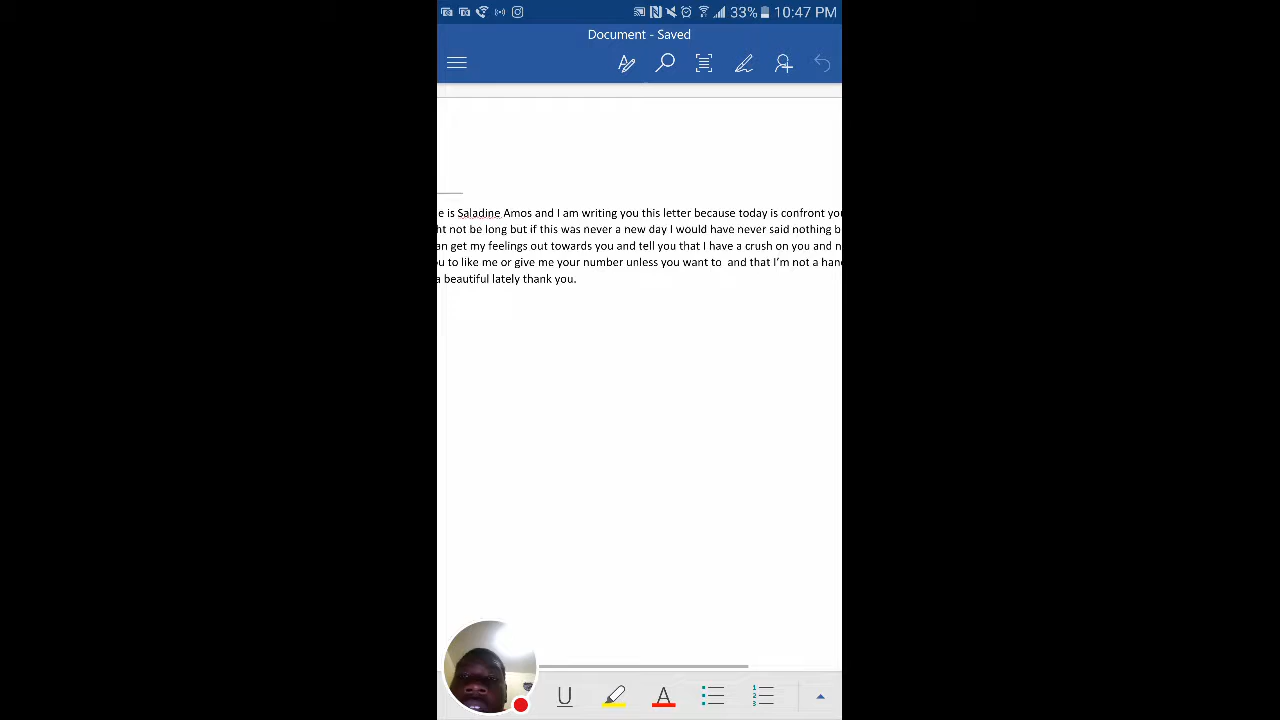 33% 10:47 PM
Document - Saved
e is Saladine Amos and I am writing you this letter because today is confront you
ht not be long but if this was never a new day I would have never said nothing b
an get my feelings out towards you and tell you that I have a crush on you and n
u to like me or give me your number unless you want to  and that I'm not a han
a beautiful lately thank you.